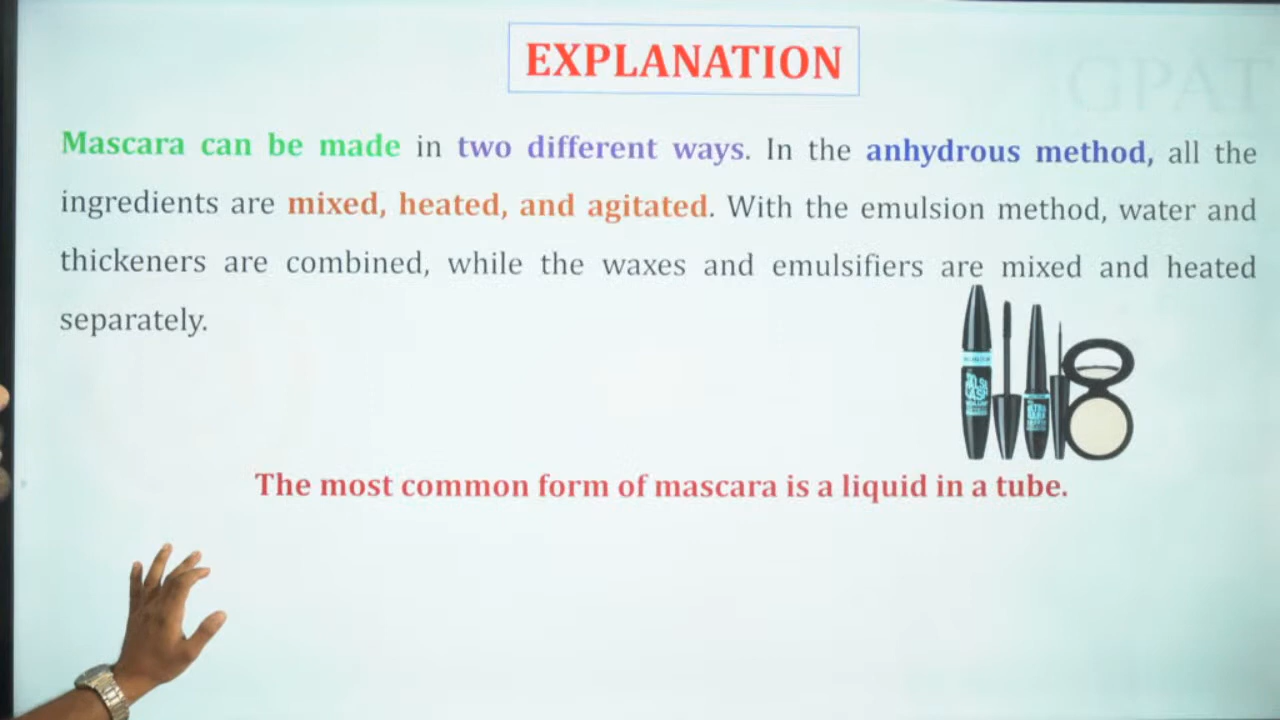 EXPLANATION
GPAT
Mascara can be made in two different ways. In the anhydrous method, all the
ingredients are mixed, heated, and agitated. With the emulsion method, water and
thickeners are combined, while the waxes and emulsifiers are mixed and heated
separately.
The most common form of mascara is a liquid in a tube.